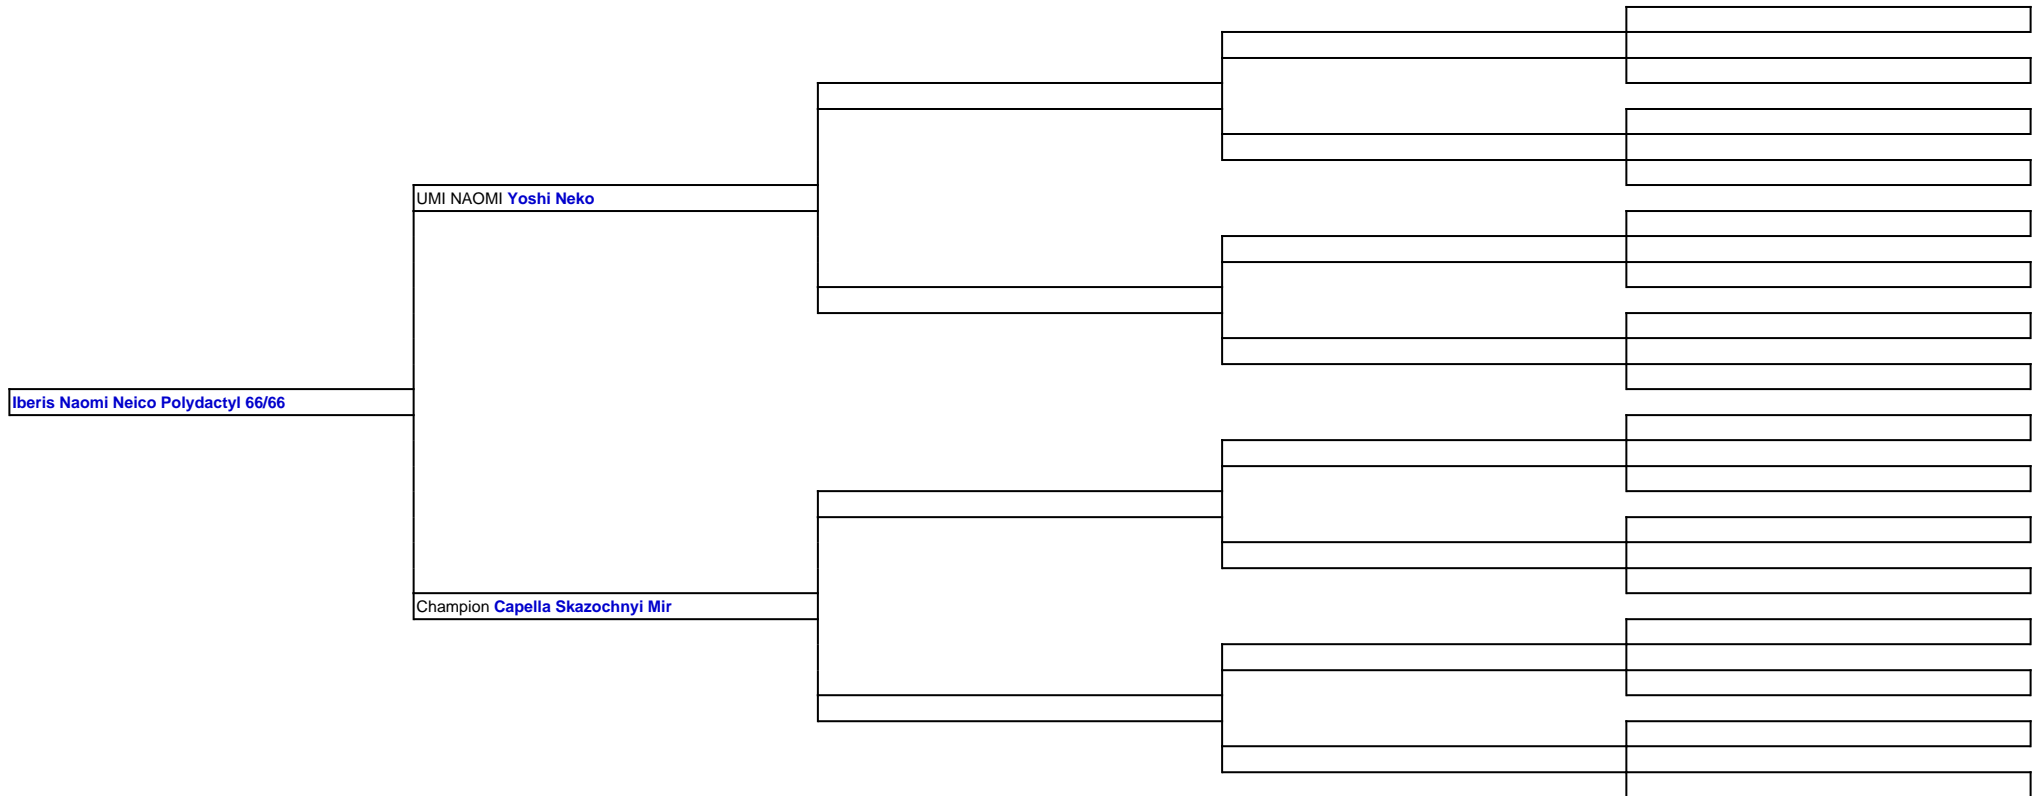 UMI NAOMI Yoshi Neko
Iberis Naomi Neico Polydactyl 66/66
Champion Capella Skazochnyi Mir